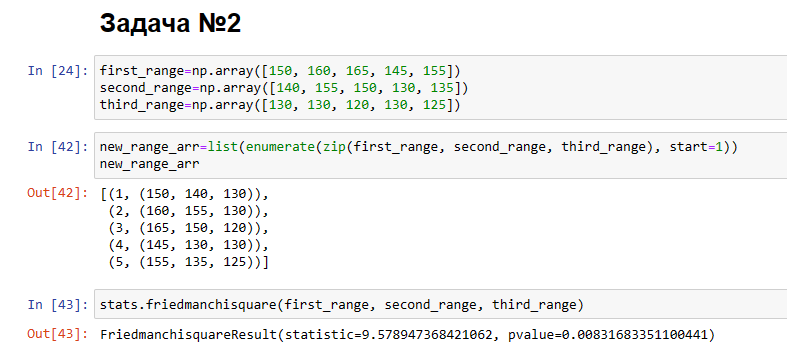 Задача №2
In [24]: first_range=np.array([150, 160, 165, 145, 155])
second_range=np.array([140, 155, 150, 130, 135])
third_range=np.array([130, 130, 120, 130, 125])
In [42]: new_range_arr=list(enumerate(zip(first_range, second_range, third_range), start=1))
new_range_arr
Out[42]: [(1, (150, 140, 130)),
(2, (160, 155, 130)),
(3, (165, 150, 120)),
(4, (145, 130, 130)),
(5, (155, 135, 125))]
In [43]: stats.friedmanchisquare(first_range, second_range, third_range)
Out[43]: FriedmanchisquareResult(statistic=9.578947368421062, pvalue=0.00831683351100441)